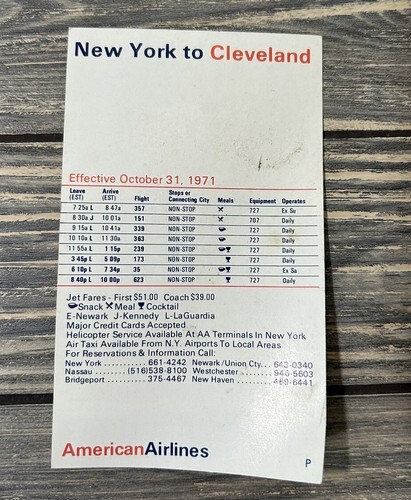 New York to Cleveland
Effective October 31, 1971
Leave (EST) Arrive (EST) Flight Stops or Connecting City Meals Equipment Operates
7 25a L 8 47a 357 NON-STOP 727 Ex Su
8 30a J 10 01a 151 NON-STOP 707 Daily
9 15a L 10 41a 339 NON-STOP 727 Daily
10 10a L 11 30a 363 NON-STOP 727 Daily
11 55a L 1 15p 239 NON-STOP 727 Daily
3 45p L 5 09p 173 NON-STOP 727 Daily
6 10p L 7 34p 35 NON-STOP 727 Ex Sa
8 40p L 10 00p 623 NON-STOP 727 Daily
Jet Fares - First $51.00 Coach $39.00
Snack Meal Cocktail
E-Newark J-Kennedy L-LaGuardia
Major Credit Cards Accepted
Helicopter Service Available At AA Terminals In New York
Air Taxi Available From N.Y. Airports To Local Areas
For Reservations & Information Call:
New York ............ 661-4242 Newark/Union Cty... 643-0340
Nassau ........ (516)538-8100 Westchester ........ 946-5603
Bridgeport .......... 375-4467 New Haven ......... 469-6441
AmericanAirlines
P